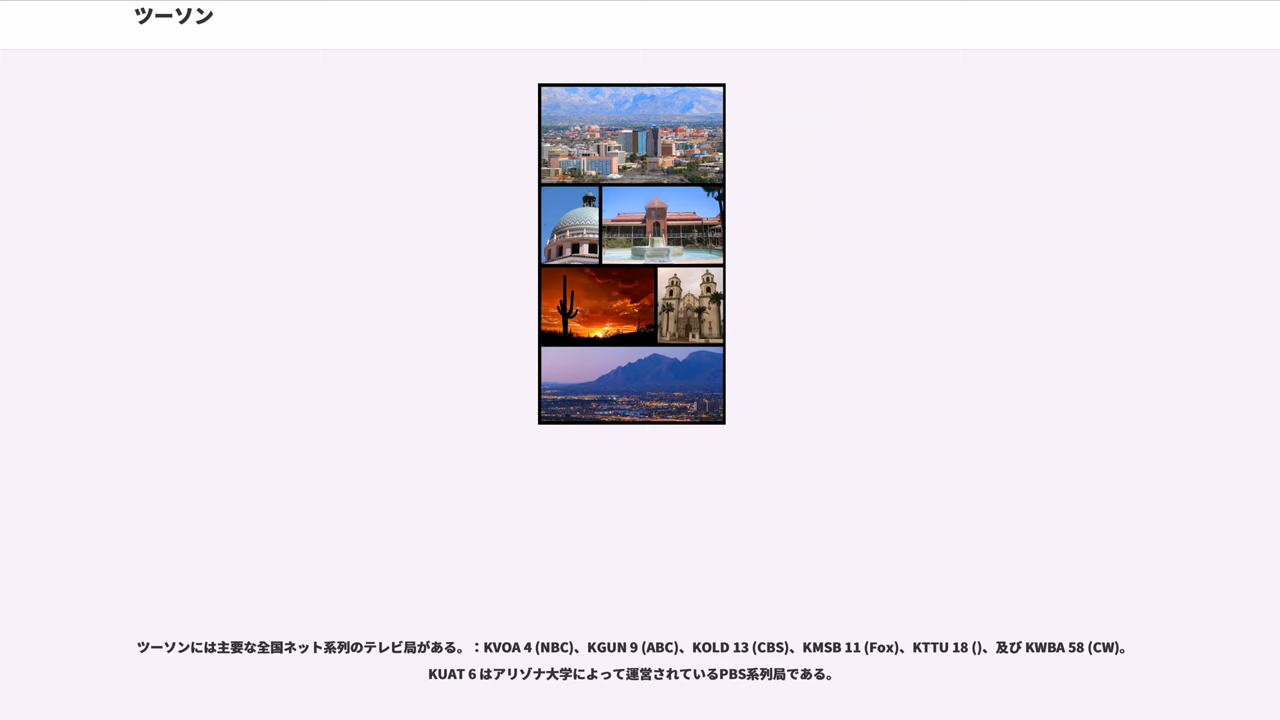 ツーソン
ツーソンには主要な全国ネット系列のテレビ局がある。：KVOA 4 (NBC)、KGUN 9 (ABC)、KOLD 13 (CBS)、KMSB 11 (Fox)、KTTU 18 ()、及び KWBA 58 (CW)。
KUAT 6 はアリゾナ大学によって運営されているPBS系列局である。